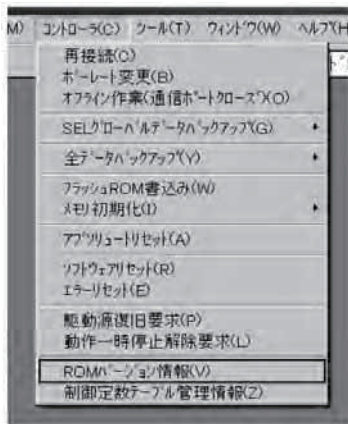 M) コントローラ(C) ツール(T) ウィンドウ(W) ヘルプ(H
再接続(C)
ボーレート変更(B)
オフライン作業(通信ポートクローズ)(O)
SELグローバルデータバックアップ(G)
全データバックアップ(Y)
フラッシュROM書込み(W)
メモリ初期化(I)
アブソリュートリセット(A)
ソフトウェアリセット(R)
エラーリセット(E)
駆動源復旧要求(P)
動作一時停止解除要求(L)
ROMバージョン情報(V)
制御定数テーブル管理情報(Z)